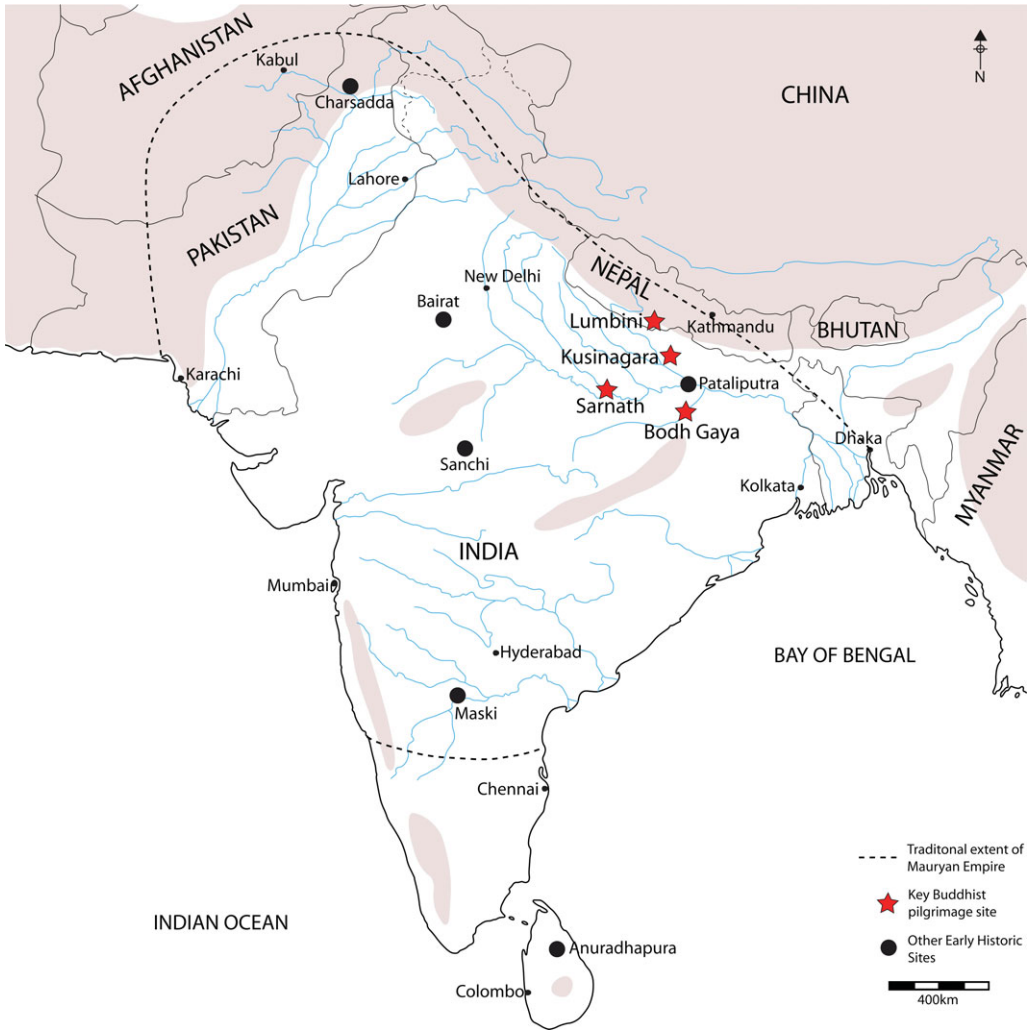 AFGHANISTAN
Kabul
Charsadda
CHINA
N
Lahore
PAKISTAN
New Delhi
Bairat
NEPAL
Lumbini
Kathmandu
BHUTAN
Kusinagara
Karachi
Pataliputra
Sarnath
Bodh Gaya
Dhaka
Sanchi
Kolkata
MYANMAR
INDIA
Mumbai
Hyderabad
BAY OF BENGAL
Maski
Chennai
INDIAN OCEAN
Anuradhapura
Colombo
Traditonal extent of
Mauryan Empire
Key Buddhist
pilgrimage site
Other Early Historic
Sites
400km